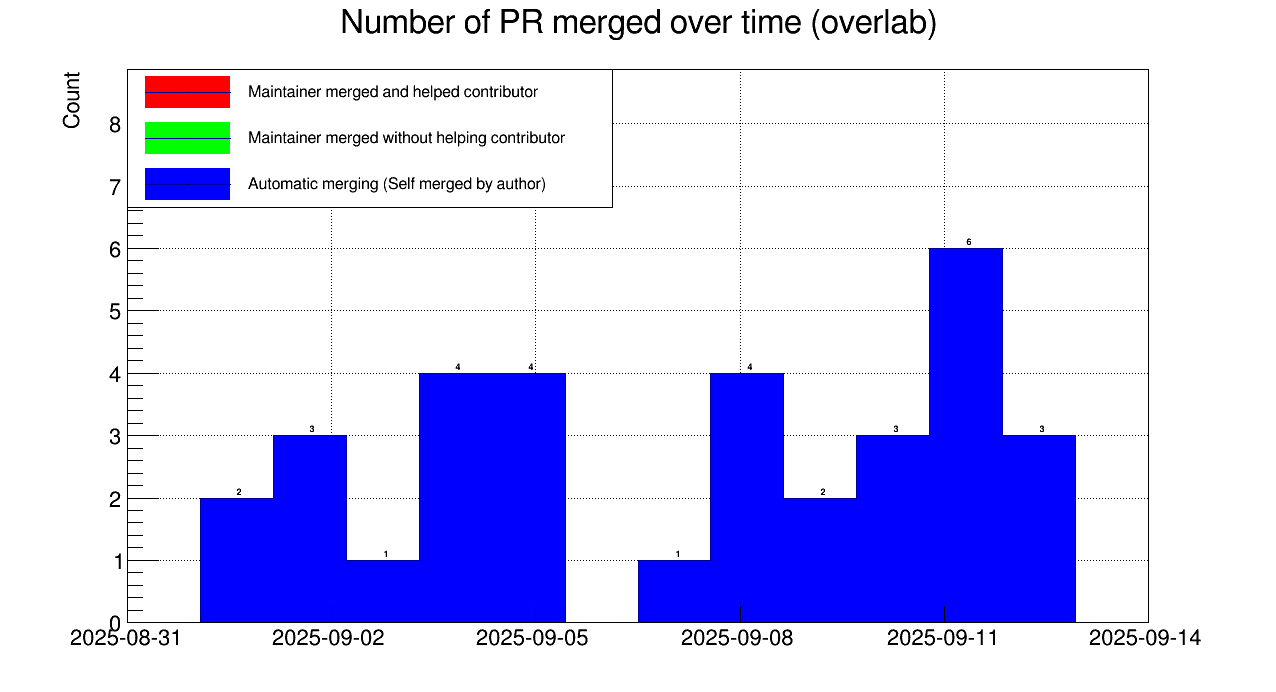 Number of PR merged over time (overlab)
Count
Maintainer merged and helped contributor
Maintainer merged without helping contributor
Automatic merging (Self merged by author)
8
7
6
5
4
3
2
1
0
2 3 1 4 4 1 4 2 3 6 3
2025-08-31 2025-09-02 2025-09-05 2025-09-08 2025-09-11 2025-09-14